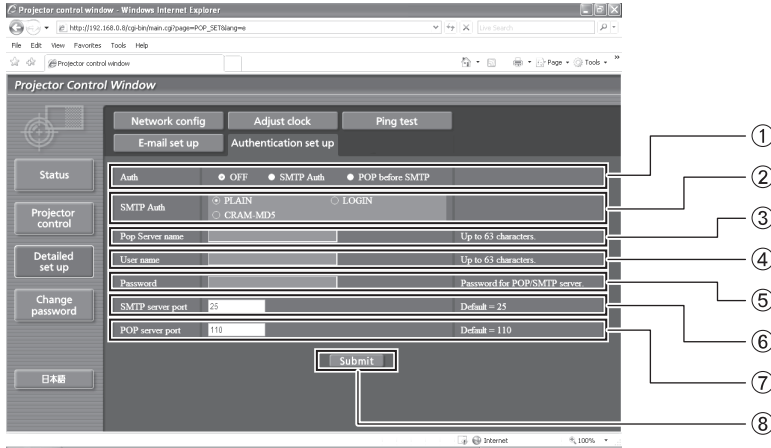 Projector control window - Windows Internet Explorer
http://192.168.0.8/cgi-bin/main.cgi?page=POP_SET&lang=e
Live Search
File Edit View Favorites Tools Help
Projector control window
Page Tools
Projector Control Window
Network config Adjust clock Ping test
E-mail set up Authentication set up
Status
Projector control
Detailed set up
Change password
日本語
Auth OFF SMTP Auth POP before SMTP
SMTP Auth PLAIN LOGIN
CRAM-MD5
Pop Server name Up to 63 characters.
User name Up to 63 characters.
Password Password for POP/SMTP server.
SMTP server port 25 Default = 25
POP server port 110 Default = 110
Submit
Internet 100%
①
②
③
④
⑤
⑥
⑦
⑧